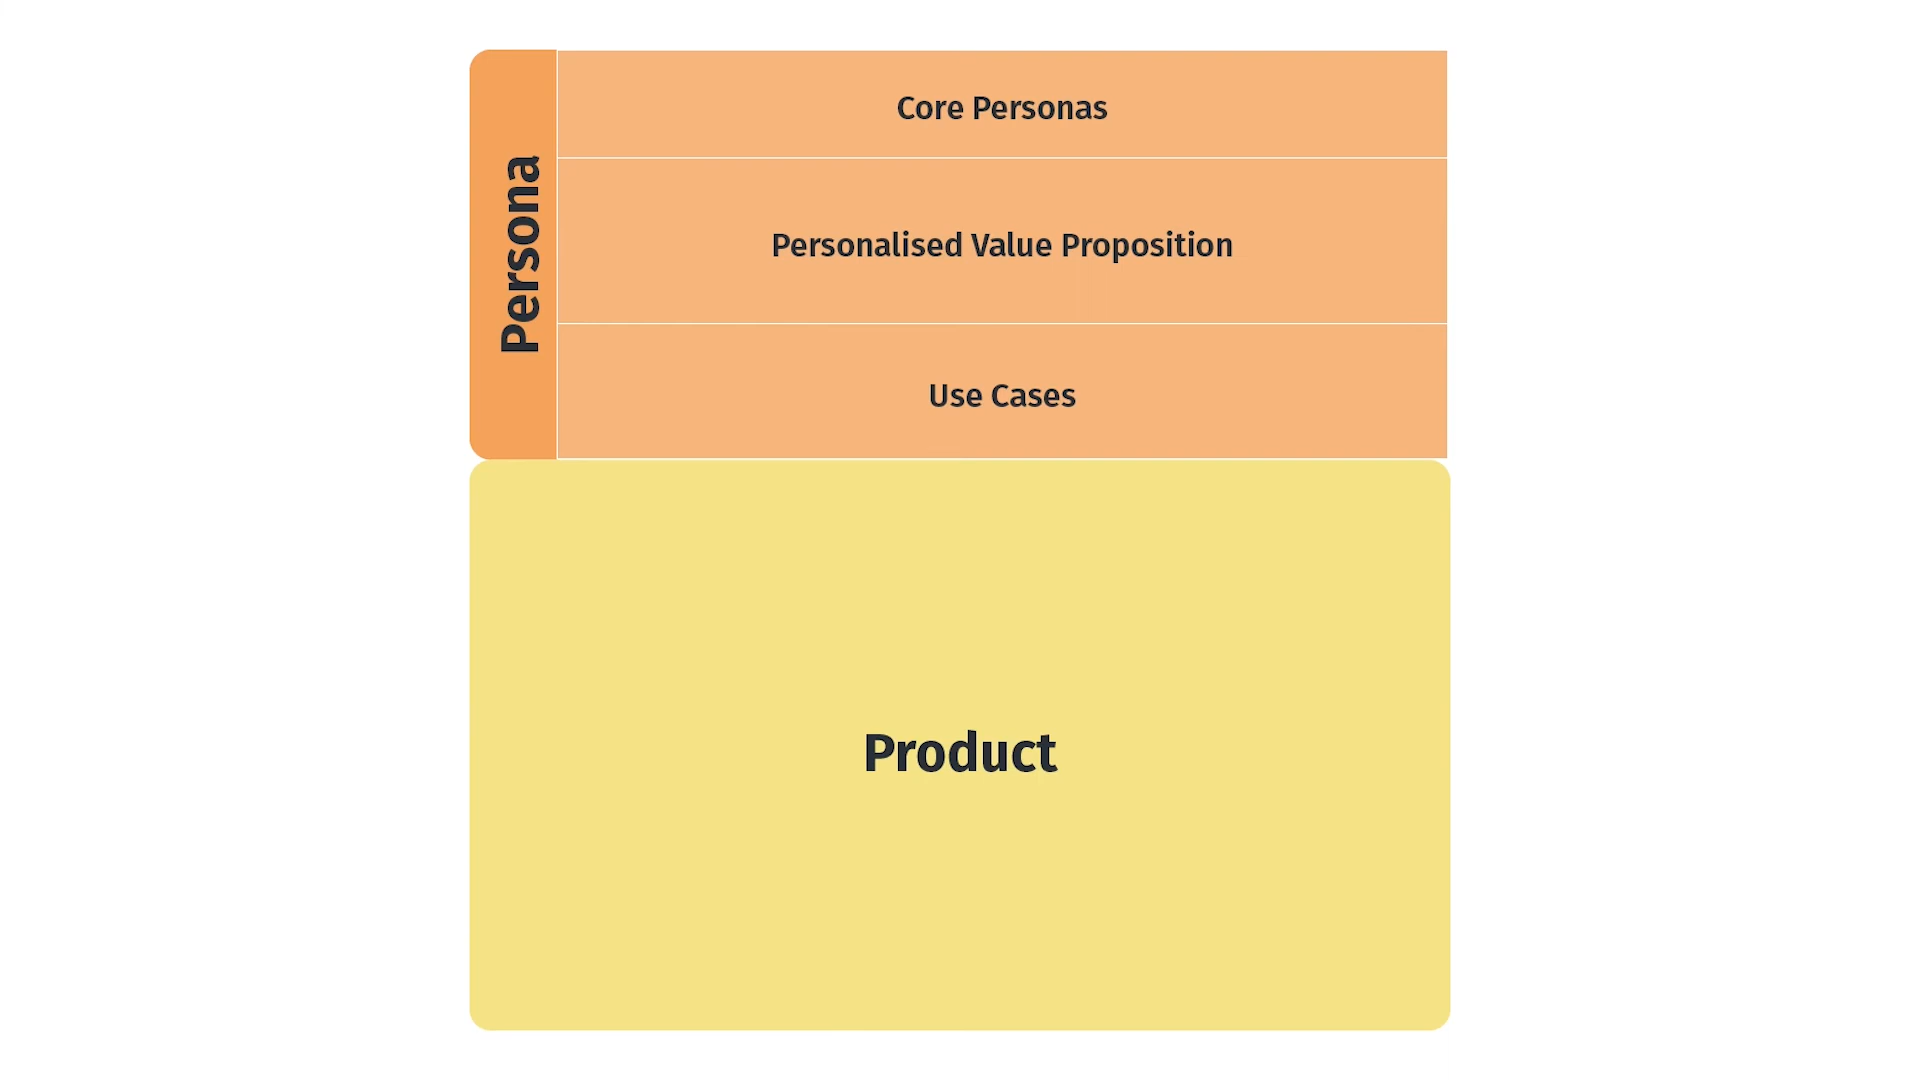 Persona
Core Personas
Personalised Value Proposition
Use Cases
Product